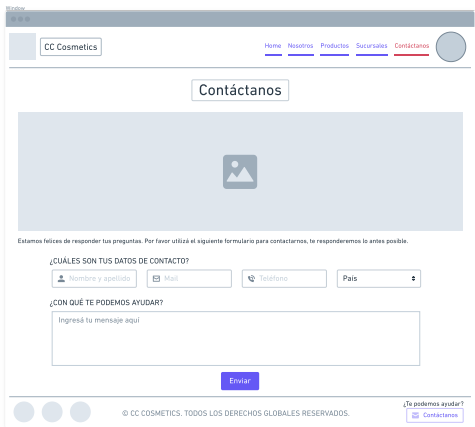 Window
CC Cosmetics
Home Nosotros Productos Sucursales Contáctanos
Contáctanos
Estamos felices de responder tus preguntas. Por favor utilizá el siguiente formulario para contactarnos, te responderemos lo antes posible.
¿CUÁLES SON TUS DATOS DE CONTACTO?
Nombre y apellido Mail Teléfono País
¿CON QUÉ TE PODEMOS AYUDAR?
Ingresá tu mensaje aquí
Enviar
¿Te podemos ayudar?
© CC COSMETICS. TODOS LOS DERECHOS GLOBALES RESERVADOS.
Contáctanos